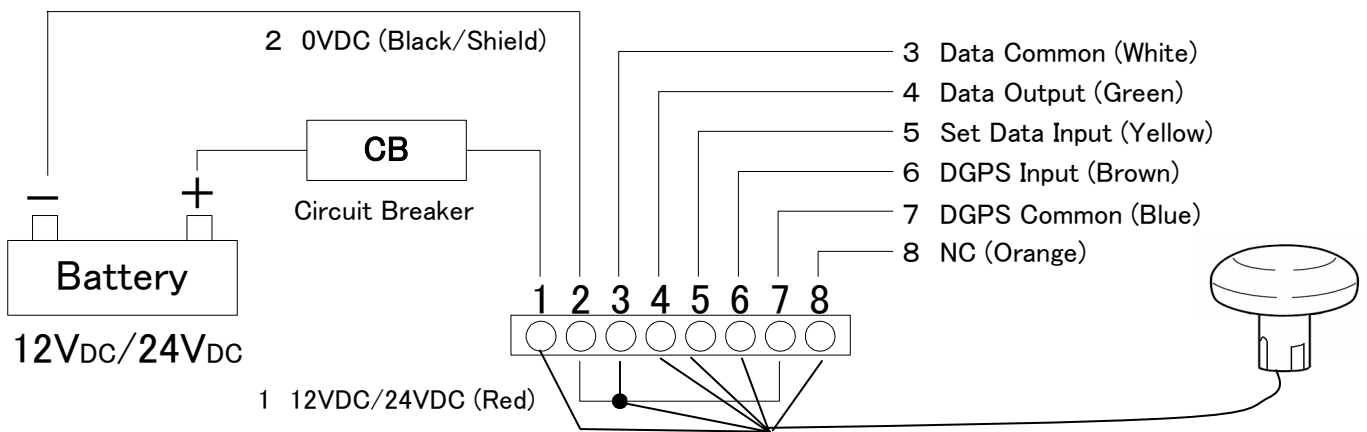 2 0VDC (Black/Shield)
3 Data Common (White)
4 Data Output (Green)
5 Set Data Input (Yellow)
6 DGPS Input (Brown)
7 DGPS Common (Blue)
8 NC (Orange)
CB
Circuit Breaker
− +
Battery
12VDC/24VDC
1 2 3 4 5 6 7 8
1 12VDC/24VDC (Red)